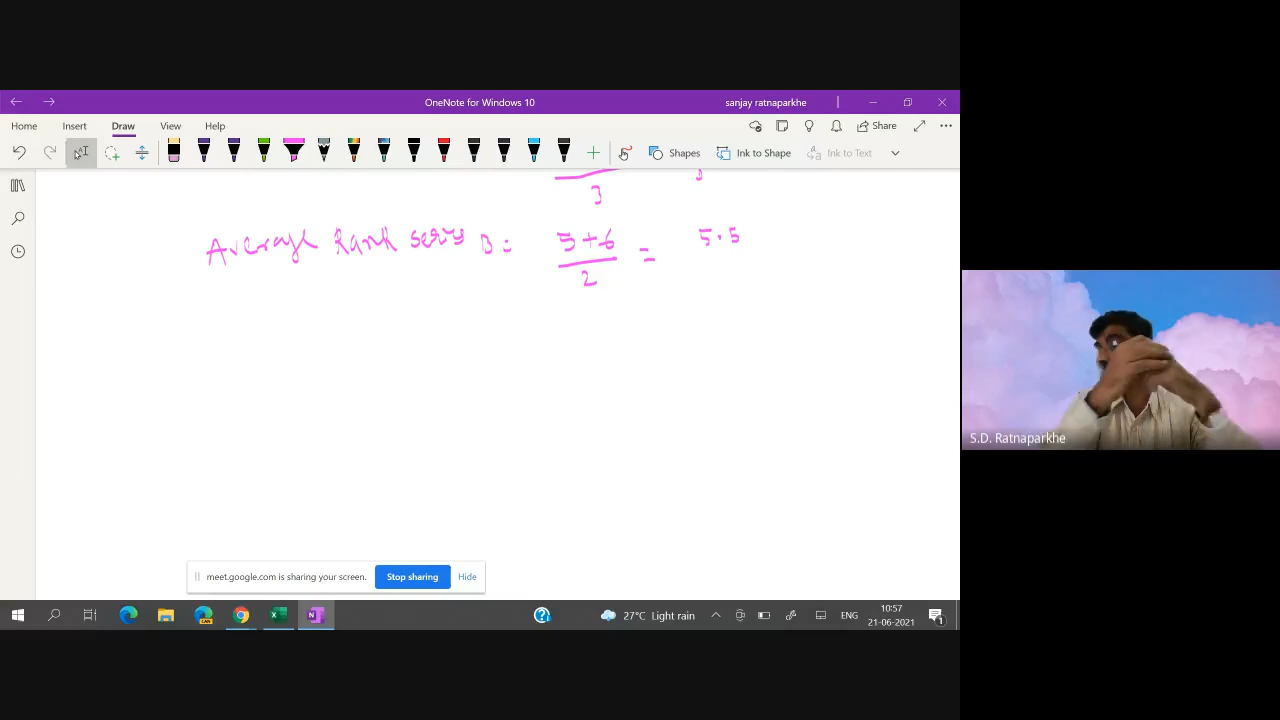 OneNote for Windows 10
sanjay ratnaparkhe
Home Insert Draw View Help
Share
Shapes Ink to Shape Ink to Text
3
Average Rank series B = 5+6 = 5.5
2
S.D. Ratnaparkhe
meet.google.com is sharing your screen. Stop sharing Hide
27°C Light rain ENG 10:57
21-06-2021